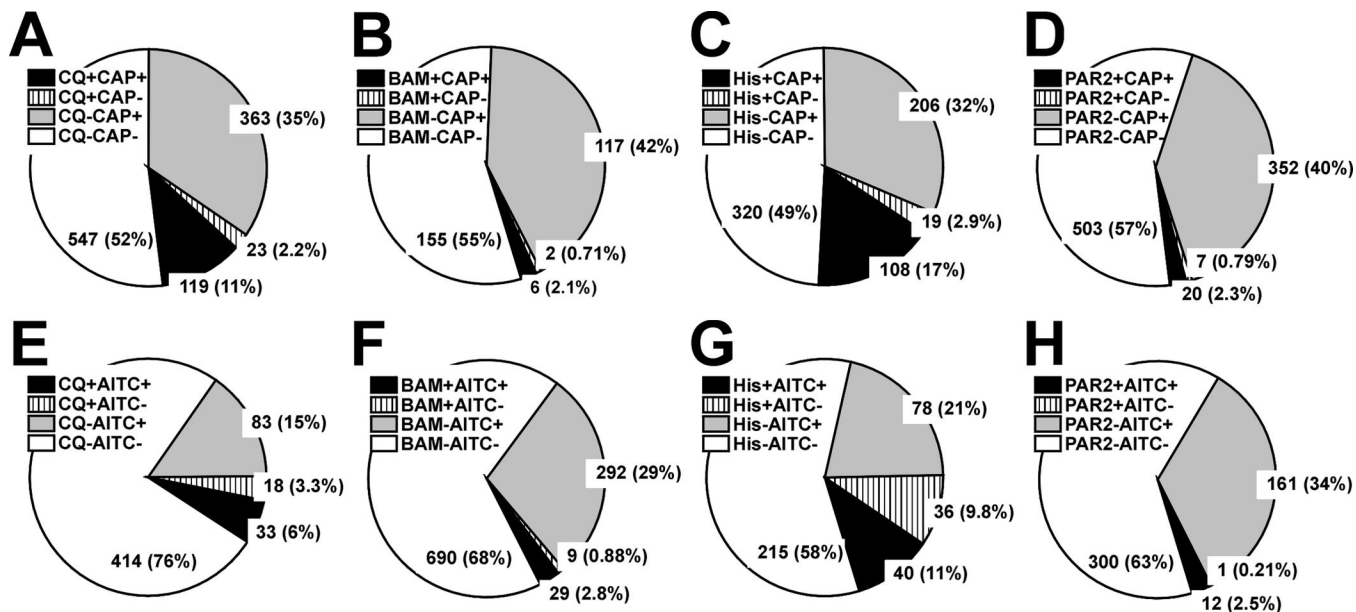 A
CQ+CAP+
CQ+CAP-
CQ-CAP+
CQ-CAP-
363 (35%)
547 (52%)
23 (2.2%)
119 (11%)
B
BAM+CAP+
BAM+CAP-
BAM-CAP+
BAM-CAP-
117 (42%)
155 (55%)
2 (0.71%)
6 (2.1%)
C
His+CAP+
His+CAP-
His-CAP+
His-CAP-
206 (32%)
320 (49%)
19 (2.9%)
108 (17%)
D
PAR2+CAP+
PAR2+CAP-
PAR2-CAP+
PAR2-CAP-
352 (40%)
503 (57%)
7 (0.79%)
20 (2.3%)
E
CQ+AITC+
CQ+AITC-
CQ-AITC+
CQ-AITC-
83 (15%)
18 (3.3%)
33 (6%)
414 (76%)
F
BAM+AITC+
BAM+AITC-
BAM-AITC+
BAM-AITC-
292 (29%)
690 (68%)
9 (0.88%)
29 (2.8%)
G
His+AITC+
His+AITC-
His-AITC+
His-AITC-
78 (21%)
36 (9.8%)
215 (58%)
40 (11%)
H
PAR2+AITC+
PAR2+AITC-
PAR2-AITC+
PAR2-AITC-
161 (34%)
300 (63%)
1 (0.21%)
12 (2.5%)